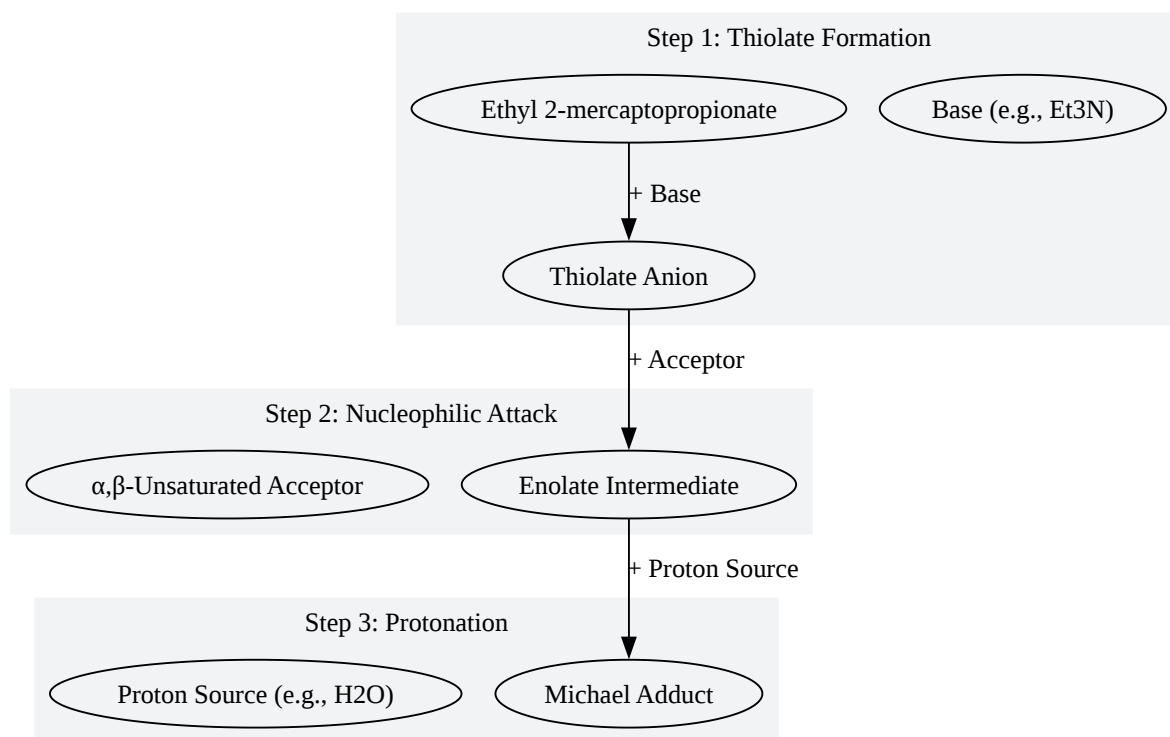 Step 1: Thiolate Formation
Ethyl 2-mercaptopropionate
Base (e.g., Et3N)
+ Base
Thiolate Anion
+ Acceptor
Step 2: Nucleophilic Attack
α,β-Unsaturated Acceptor
Enolate Intermediate
+ Proton Source
Step 3: Protonation
Proton Source (e.g., H2O)
Michael Adduct